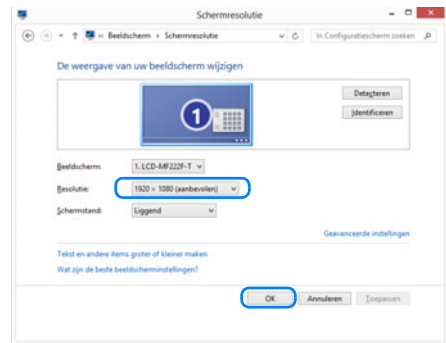 Schermresolutie
« Beeldscherm › Schermresolutie
In Configuratiescherm zoeken
De weergave van uw beeldscherm wijzigen
1
Detecteren
Identificeren
Beeldscherm:
1. LCD-MF222F-T
Resolutie:
1920 × 1080 (aanbevolen)
Schermstand:
Liggend
Geavanceerde instellingen
Tekst en andere items groter of kleiner maken
Wat zijn de beste beeldscherminstellingen?
OK
Annuleren
Toepassen